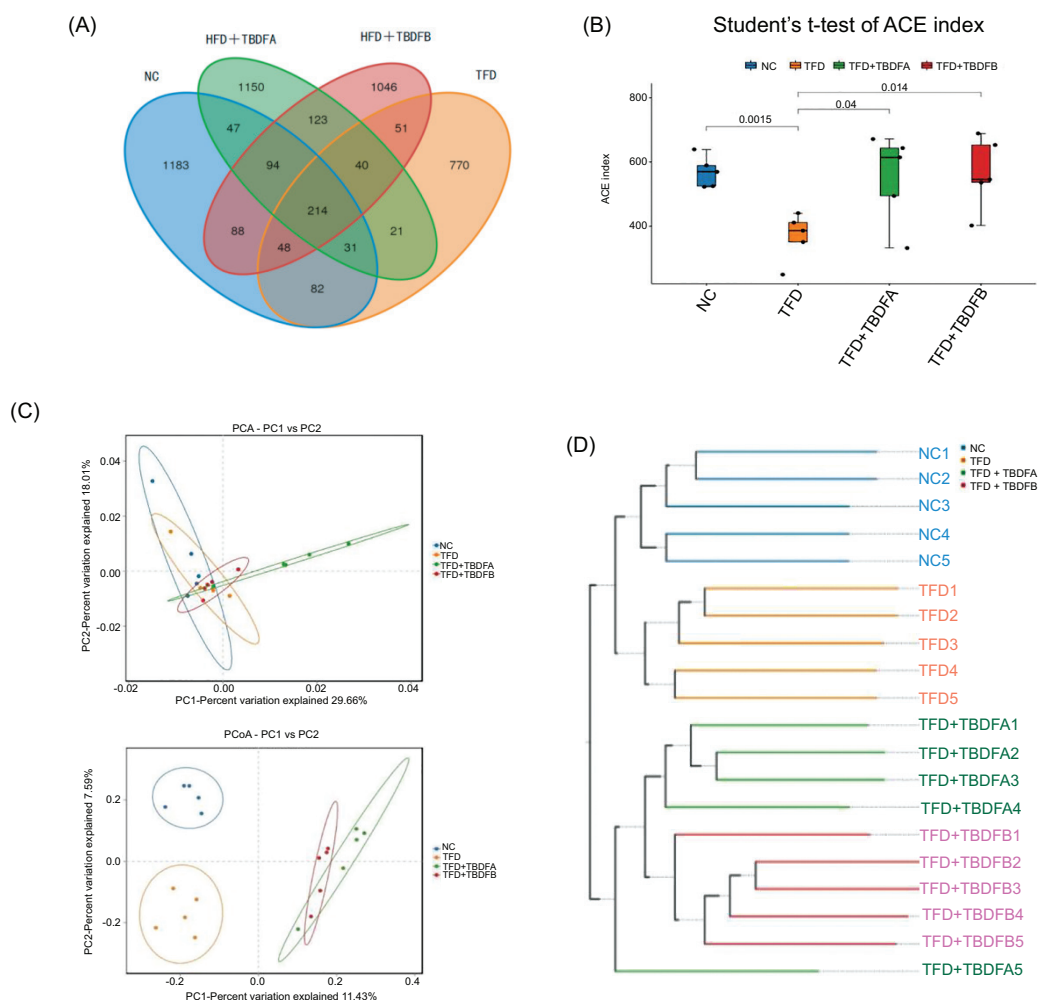 (A)
HFD+TBDFA
HFD+TBDFB
NC
TFD
1150
1046
47
123
51
1183
94
40
770
214
88
48
31
21
82
(B)
Student's t-test of ACE index
NC TFD TFD+TBDFA TFD+TBDFB
0.014
0.04
0.0015
ACE index
800
600
400
NC
TFD
TFD+TBDFA
TFD+TBDFB
(C)
PCA - PC1 vs PC2
PC2-Percent variation explained 18.01%
0.04
0.02
0.00
-0.02
-0.02
0.00
0.02
0.04
PC1-Percent variation explained 29.66%
NC
TFD
TFD+TBDFA
TFD+TBDFB
PCoA - PC1 vs PC2
PC2-Percent variation explained 7.59%
0.2
0.0
-0.2
-0.2
0.0
0.2
0.4
PC1-Percent variation explained 11.43%
NC
TFD
TFD+TBDFA
TFD+TBDFB
(D)
NC
TFD
TFD + TBDFA
TFD + TBDFB
NC1
NC2
NC3
NC4
NC5
TFD1
TFD2
TFD3
TFD4
TFD5
TFD+TBDFA1
TFD+TBDFA2
TFD+TBDFA3
TFD+TBDFA4
TFD+TBDFB1
TFD+TBDFB2
TFD+TBDFB3
TFD+TBDFB4
TFD+TBDFB5
TFD+TBDFA5